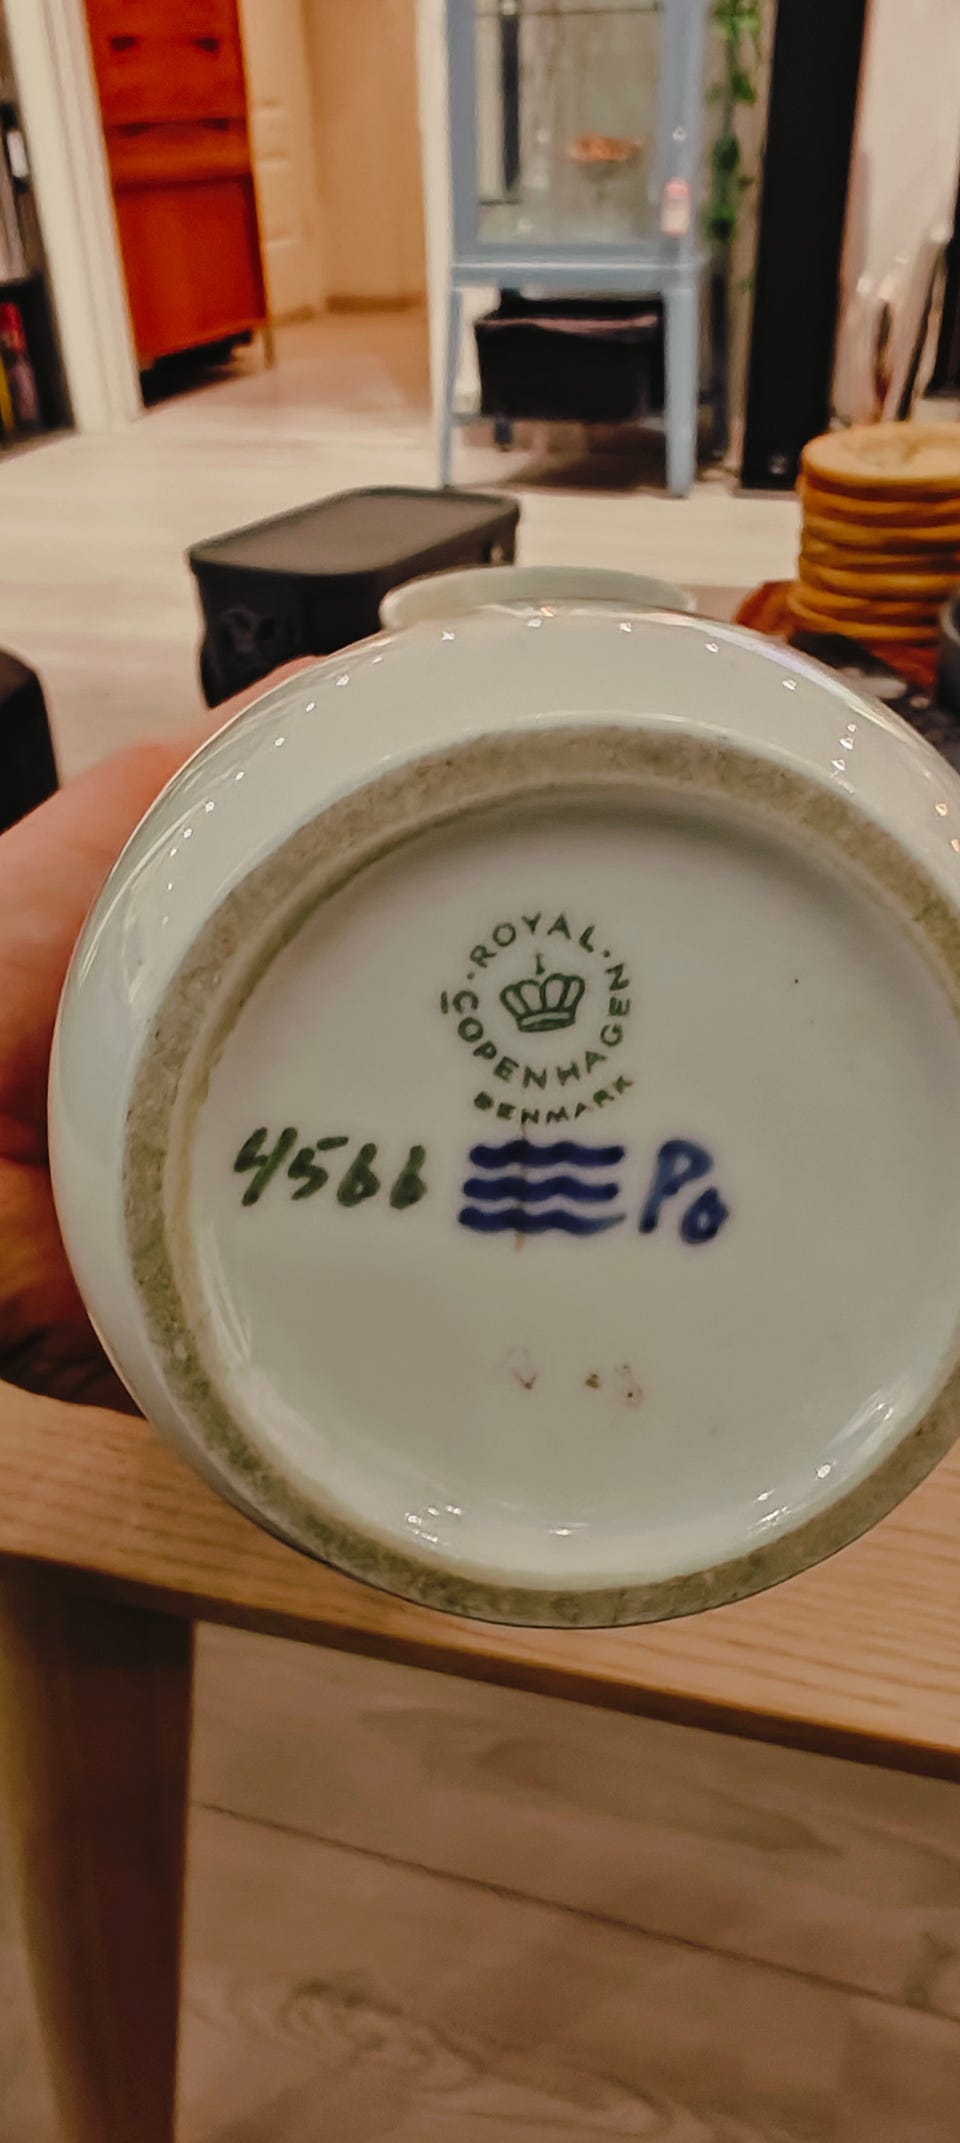 ROYAL
COPENHAGEN
DENMARK
4566 Po